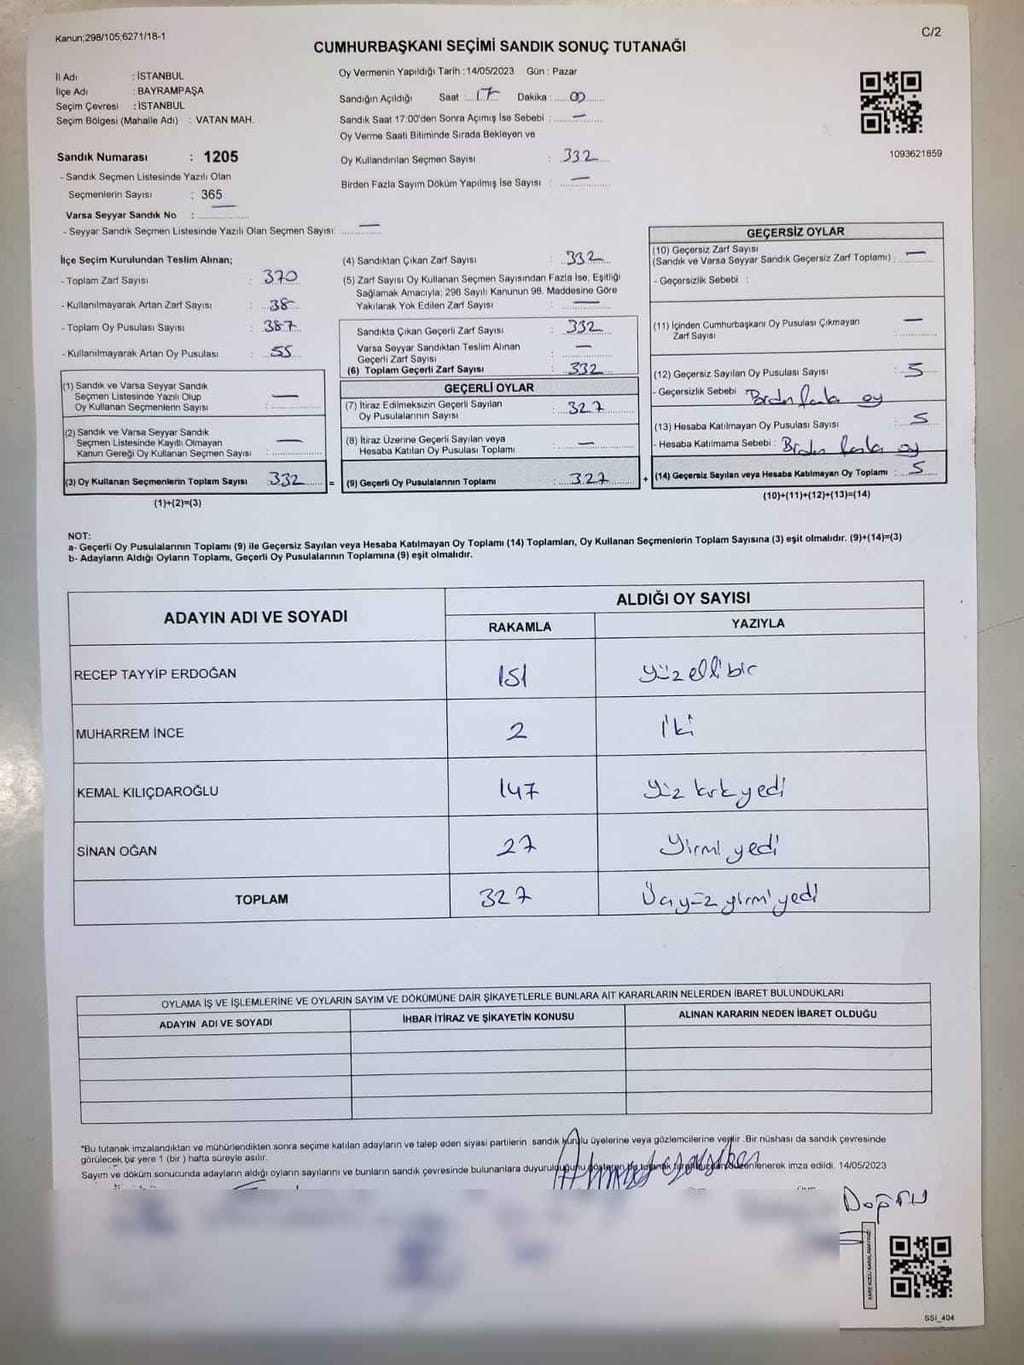 Kanun;298/105,6271/18-1
C/2
CUMHURBAŞKANI SEÇİMİ SANDIK SONUÇ TUTANAĞI
İl Adı : İSTANBUL
İlçe Adı : BAYRAMPAŞA
Seçim Çevresi : İSTANBUL
Seçim Bölgesi (Mahalle Adı) : VATAN MAH.
Sandık Numarası : 1205
- Sandık Seçmen Listesinde Yazılı Olan
Seçmenlerin Sayısı : 365
Varsa Seyyar Sandık No :
- Seyyar Sandık Seçmen Listesinde Yazılı Olan Seçmen Sayısı: —
Oy Vermenin Yapıldığı Tarih : 14/05/2023 Gün : Pazar
Sandığın Açıldığı Saat : 17 Dakika : 00
Sandık Saat 17:00'den Sonra Açımış İse Sebebi : —
Oy Verme Saati Bitiminde Sırada Bekleyen ve
Oy Kullandırılan Seçmen Sayısı : 332
Birden Fazla Sayım Döküm Yapılmış İse Sayısı : —
1093621859
İlçe Seçim Kurulundan Teslim Alınan;
- Toplam Zarf Sayısı : 370
- Kullanılmayarak Artan Zarf Sayısı : 38
- Toplam Oy Pusulası Sayısı : 387
- Kullanılmayarak Artan Oy Pusulası : 55
(1) Sandık ve Varsa Seyyar Sandık
Seçmen Listesinde Yazılı Olup
Oy Kullanan Seçmenlerin Sayısı : —
(2) Sandık ve Varsa Seyyar Sandık
Seçmen Listesinde Kayıtlı Olmayan
Kanun Gereği Oy Kullanan Seçmen Sayısı : —
(3) Oy Kullanan Seçmenlerin Toplam Sayısı : 332 =
(1)+(2)=(3)
(4) Sandıktan Çıkan Zarf Sayısı : 332
(5) Zarf Sayısı Oy Kullanan Seçmen Sayısından Fazla İse, Eşitliği
Sağlamak Amacıyla; 298 Sayılı Kanunun 98. Maddesine Göre
Yakılarak Yok Edilen Zarf Sayısı : —
Sandıkta Çıkan Geçerli Zarf Sayısı : 332
Varsa Seyyar Sandıktan Teslim Alınan
Geçerli Zarf Sayısı : —
(6) Toplam Geçerli Zarf Sayısı : 332
GEÇERLİ OYLAR
(7) İtiraz Edilmeksizin Geçerli Sayılan
Oy Pusulalarının Sayısı : 327
(8) İtiraz Üzerine Geçerli Sayılan veya
Hesaba Katılan Oy Pusulası Toplamı : —
(9) Geçerli Oy Pusulalarının Toplamı : 327 +
GEÇERSİZ OYLAR
(10) Geçersiz Zarf Sayısı
(Sandık ve Varsa Seyyar Sandık Geçersiz Zarf Toplamı) : —
- Geçersizlik Sebebi :
(11) İçinden Cumhurbaşkanı Oy Pusulası Çıkmayan
Zarf Sayısı : —
(12) Geçersiz Sayılan Oy Pusulası Sayısı : 5
- Geçersizlik Sebebi : Birden fazla oy
(13) Hesaba Katılmayan Oy Pusulası Sayısı : 5
- Hesaba Katılmama Sebebi : Birden fazla oy
(14) Geçersiz Sayılan veya Hesaba Katılmayan Oy Toplamı : 5
(10)+(11)+(12)+(13)=(14)
NOT:
a- Geçerli Oy Pusulalarının Toplamı (9) ile Geçersiz Sayılan veya Hesaba Katılmayan Oy Toplamı (14) Toplamları, Oy Kullanan Seçmenlerin Toplam Sayısına (3) eşit olmalıdır. (9)+(14)=(3)
b- Adayların Aldığı Oyların Toplamı, Geçerli Oy Pusulalarının Toplamına (9) eşit olmalıdır.
ADAYIN ADI VE SOYADI
ALDIĞI OY SAYISI
RAKAMLA YAZIYLA
RECEP TAYYİP ERDOĞAN 151 Yüzellibir
MUHARREM İNCE 2 İki
KEMAL KILIÇDAROĞLU 147 Yüz kırkyedi
SİNAN OĞAN 27 Yirmi yedi
TOPLAM 327 Üçyüz yirmi yedi
OYLAMA İŞ VE İŞLEMLERİNE VE OYLARIN SAYIM VE DÖKÜMÜNE DAİR ŞİKAYETLERLE BUNLARA AİT KARARLARIN NELERDEN İBARET BULUNDUKLARI
ADAYIN ADI VE SOYADI İHBAR İTİRAZ VE ŞİKAYETİN KONUSU ALINAN KARARIN NEDEN İBARET OLDUĞU
*Bu tutanak imzalandıktan ve mühürlendikten sonra seçime katılan adayların ve talep eden siyasi partilerin sandık kurulu üyelerine veya gözlemcilerine verilir .Bir nüshası da sandık çevresinde
görülecek bir yere 1 (bir ) hafta süreyle asılır.
Sayım ve döküm sonucunda adayların aldığı oyların sayılarını ve bunların sandık çevresinde bulunanlara duyurulduğunu gösteren bu tutanak düzenlenerek imza edildi. 14/05/2023
Doğru
SSI_404